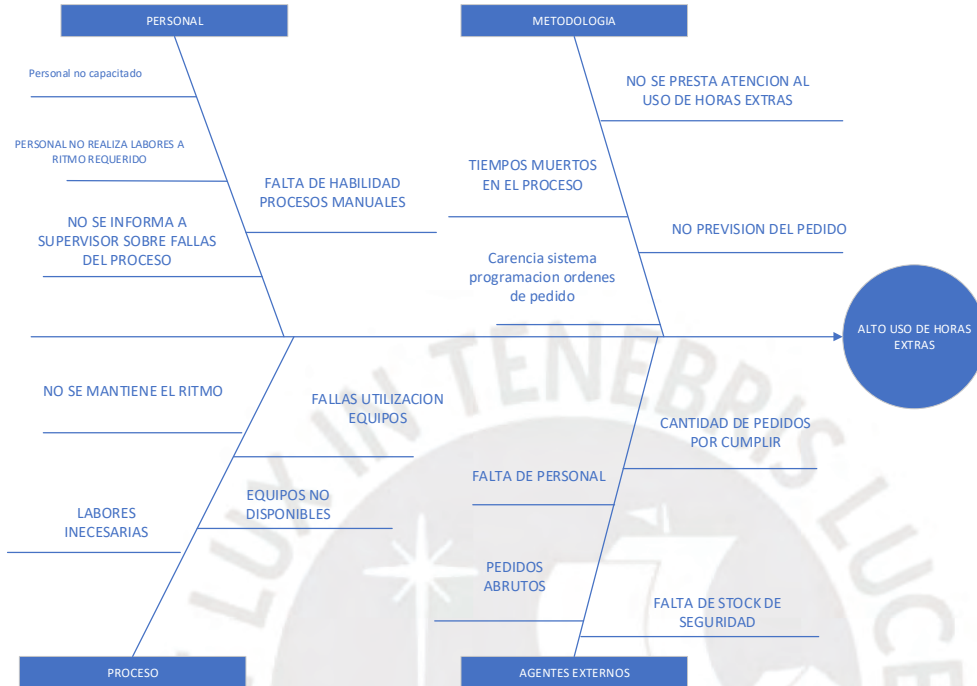 PERSONAL
METODOLOGIA
Personal no capacitado
PERSONAL NO REALIZA LABORES A
RITMO REQUERIDO
NO SE INFORMA A
SUPERVISOR SOBRE FALLAS
DEL PROCESO
FALTA DE HABILIDAD
PROCESOS MANUALES
NO SE PRESTA ATENCION AL
USO DE HORAS EXTRAS
TIEMPOS MUERTOS
EN EL PROCESO
NO PREVISION DEL PEDIDO
Carencia sistema
programacion ordenes
de pedido
ALTO USO DE HORAS
EXTRAS
NO SE MANTIENE EL RITMO
FALLAS UTILIZACION
EQUIPOS
LABORES
INECESARIAS
EQUIPOS NO
DISPONIBLES
CANTIDAD DE PEDIDOS
POR CUMPLIR
FALTA DE PERSONAL
PEDIDOS
ABRUTOS
FALTA DE STOCK DE
SEGURIDAD
PROCESO
AGENTES EXTERNOS
LUX IN TENEBRIS LUCE